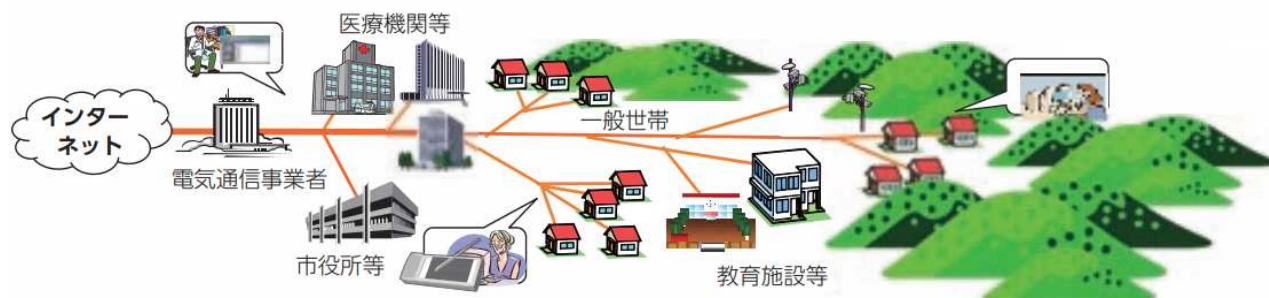 医療機関等
インター
ネット
一般世帯
電気通信事業者
市役所等
教育施設等